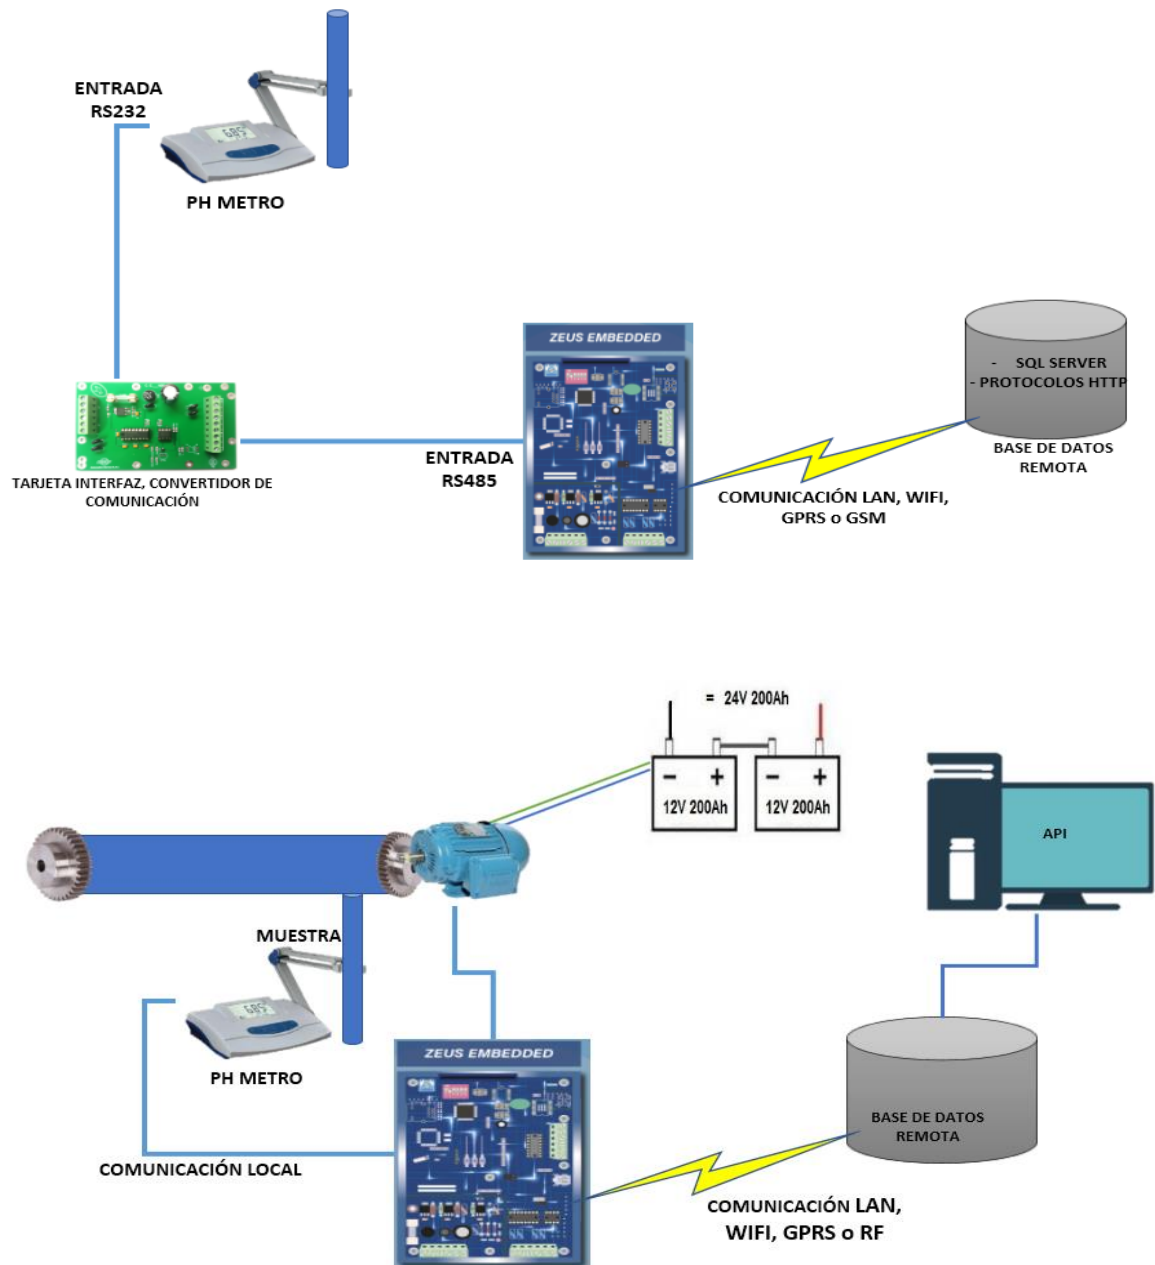 ENTRADA
RS232
PH METRO
ZEUS EMBEDDED
- SQL SERVER
- PROTOCOLOS HTTP
BASE DE DATOS
REMOTA
ENTRADA
RS485
TARJETA INTERFAZ, CONVERTIDOR DE
COMUNICACIÓN
COMUNICACIÓN LAN, WIFI,
GPRS o GSM
= 24V 200Ah
− + − +
12V 200Ah 12V 200Ah
API
MUESTRA
PH METRO
ZEUS EMBEDDED
BASE DE DATOS
REMOTA
COMUNICACIÓN LOCAL
COMUNICACIÓN LAN,
WIFI, GPRS o RF